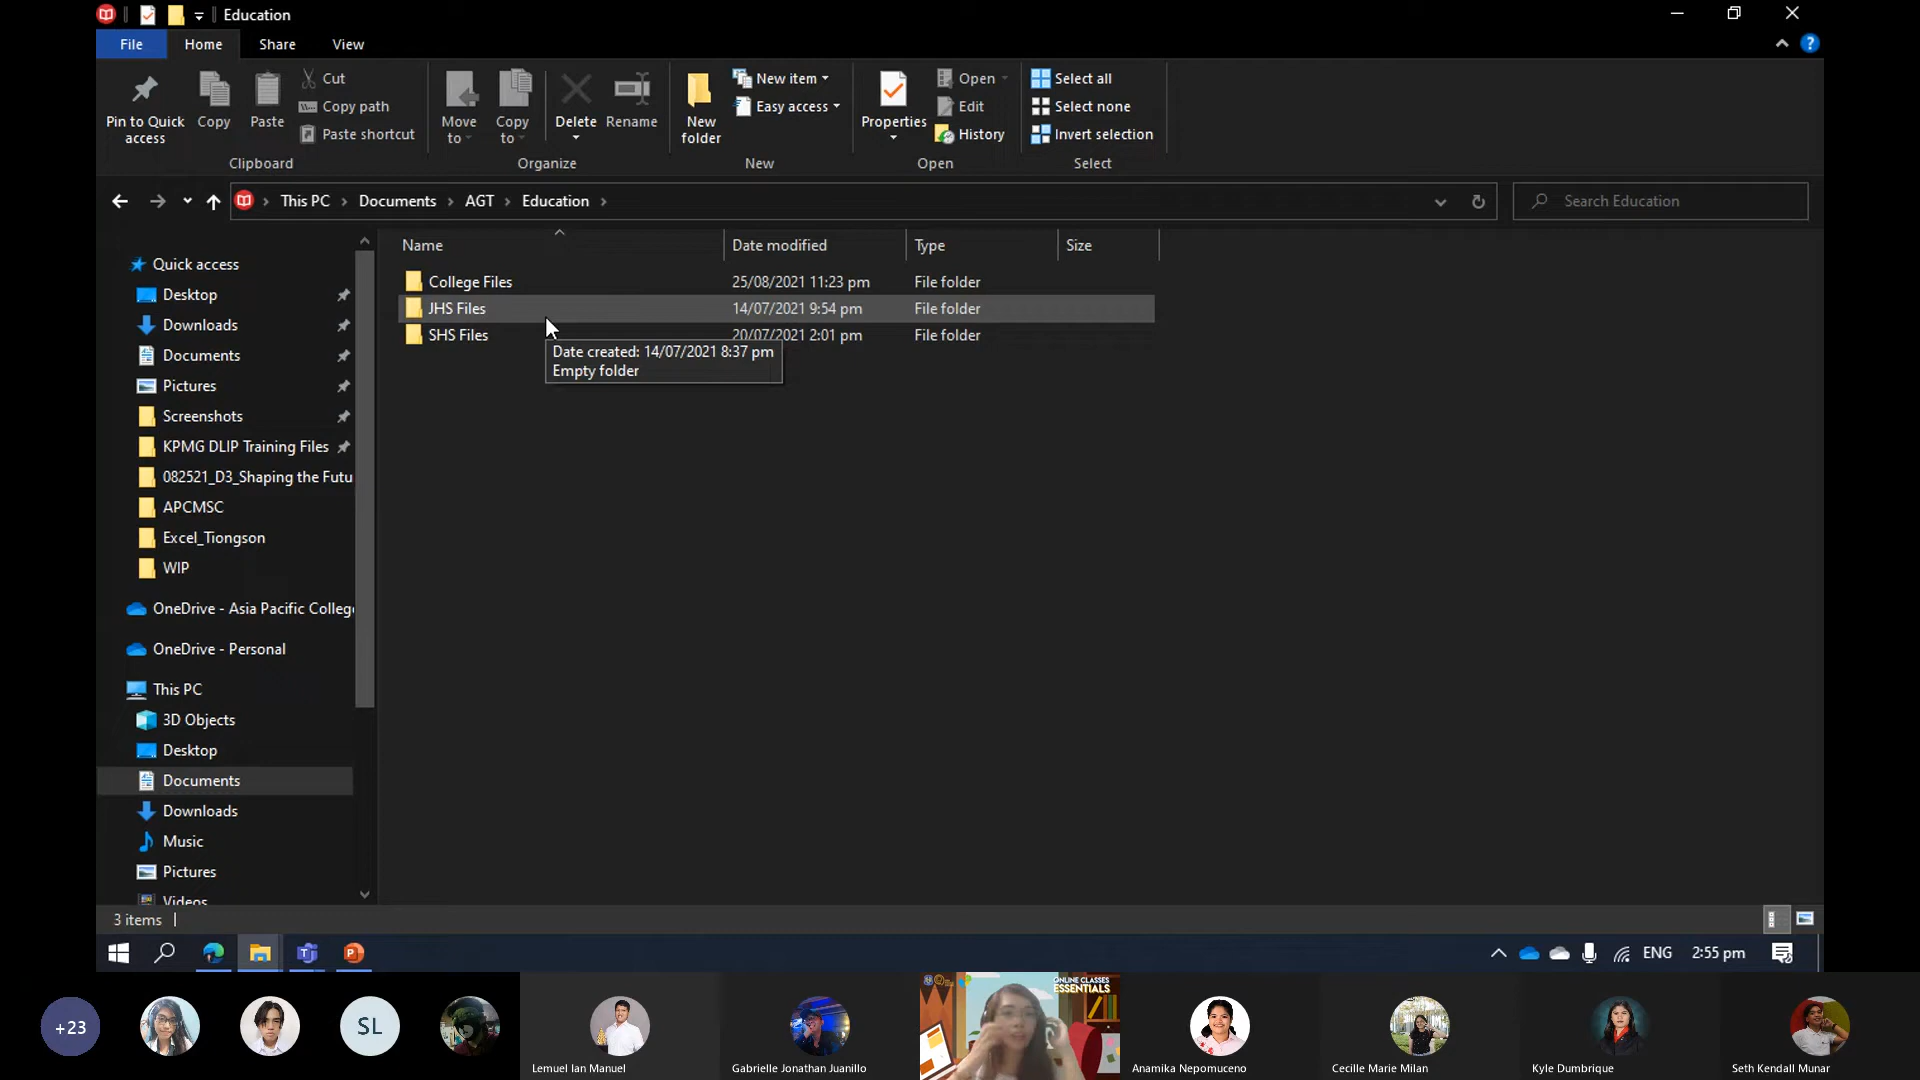 Education
File
Home
Share
View
Pin to Quick access
Copy
Paste
Cut
Copy path
Paste shortcut
Clipboard
Move to
Copy to
Delete
Rename
Organize
New folder
New item
Easy access
New
Properties
Open
Edit
History
Open
Select all
Select none
Invert selection
Select
This PC > Documents > AGT > Education >
Search Education
Name
Date modified
Type
Size
College Files 25/08/2021 11:23 pm File folder
JHS Files 14/07/2021 9:54 pm File folder
SHS Files 20/07/2021 2:01 pm File folder
Date created: 14/07/2021 8:37 pm
Empty folder
Quick access
Desktop
Downloads
Documents
Pictures
Screenshots
KPMG DLIP Training Files
082521_D3_Shaping the Futu
APCMSC
Excel_Tiongson
WIP
OneDrive - Asia Pacific College
OneDrive - Personal
This PC
3D Objects
Desktop
Documents
Downloads
Music
Pictures
Videos
3 items
ENG
2:55 pm
+23
SL
Lemuel Ian Manuel
Gabrielle Jonathan Juanillo
ONLINE CLASSES
ESSENTIALS
Anamika Nepomuceno
Cecille Marie Milan
Kyle Dumbrique
Seth Kendall Munar